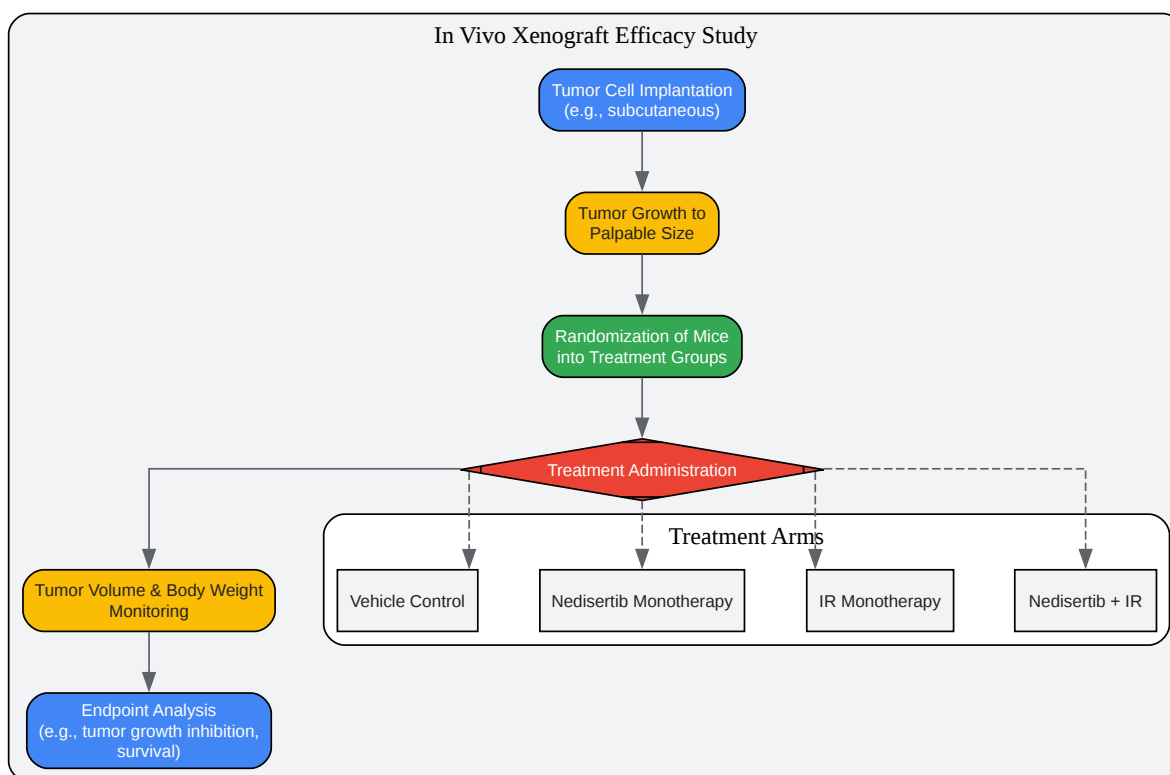 In Vivo Xenograft Efficacy Study
Tumor Cell Implantation
(e.g., subcutaneous)
Tumor Growth to
Palpable Size
Randomization of Mice
into Treatment Groups
Treatment Administration
Treatment Arms
Vehicle Control
Nedisertib Monotherapy
IR Monotherapy
Nedisertib + IR
Tumor Volume & Body Weight
Monitoring
Endpoint Analysis
(e.g., tumor growth inhibition,
survival)